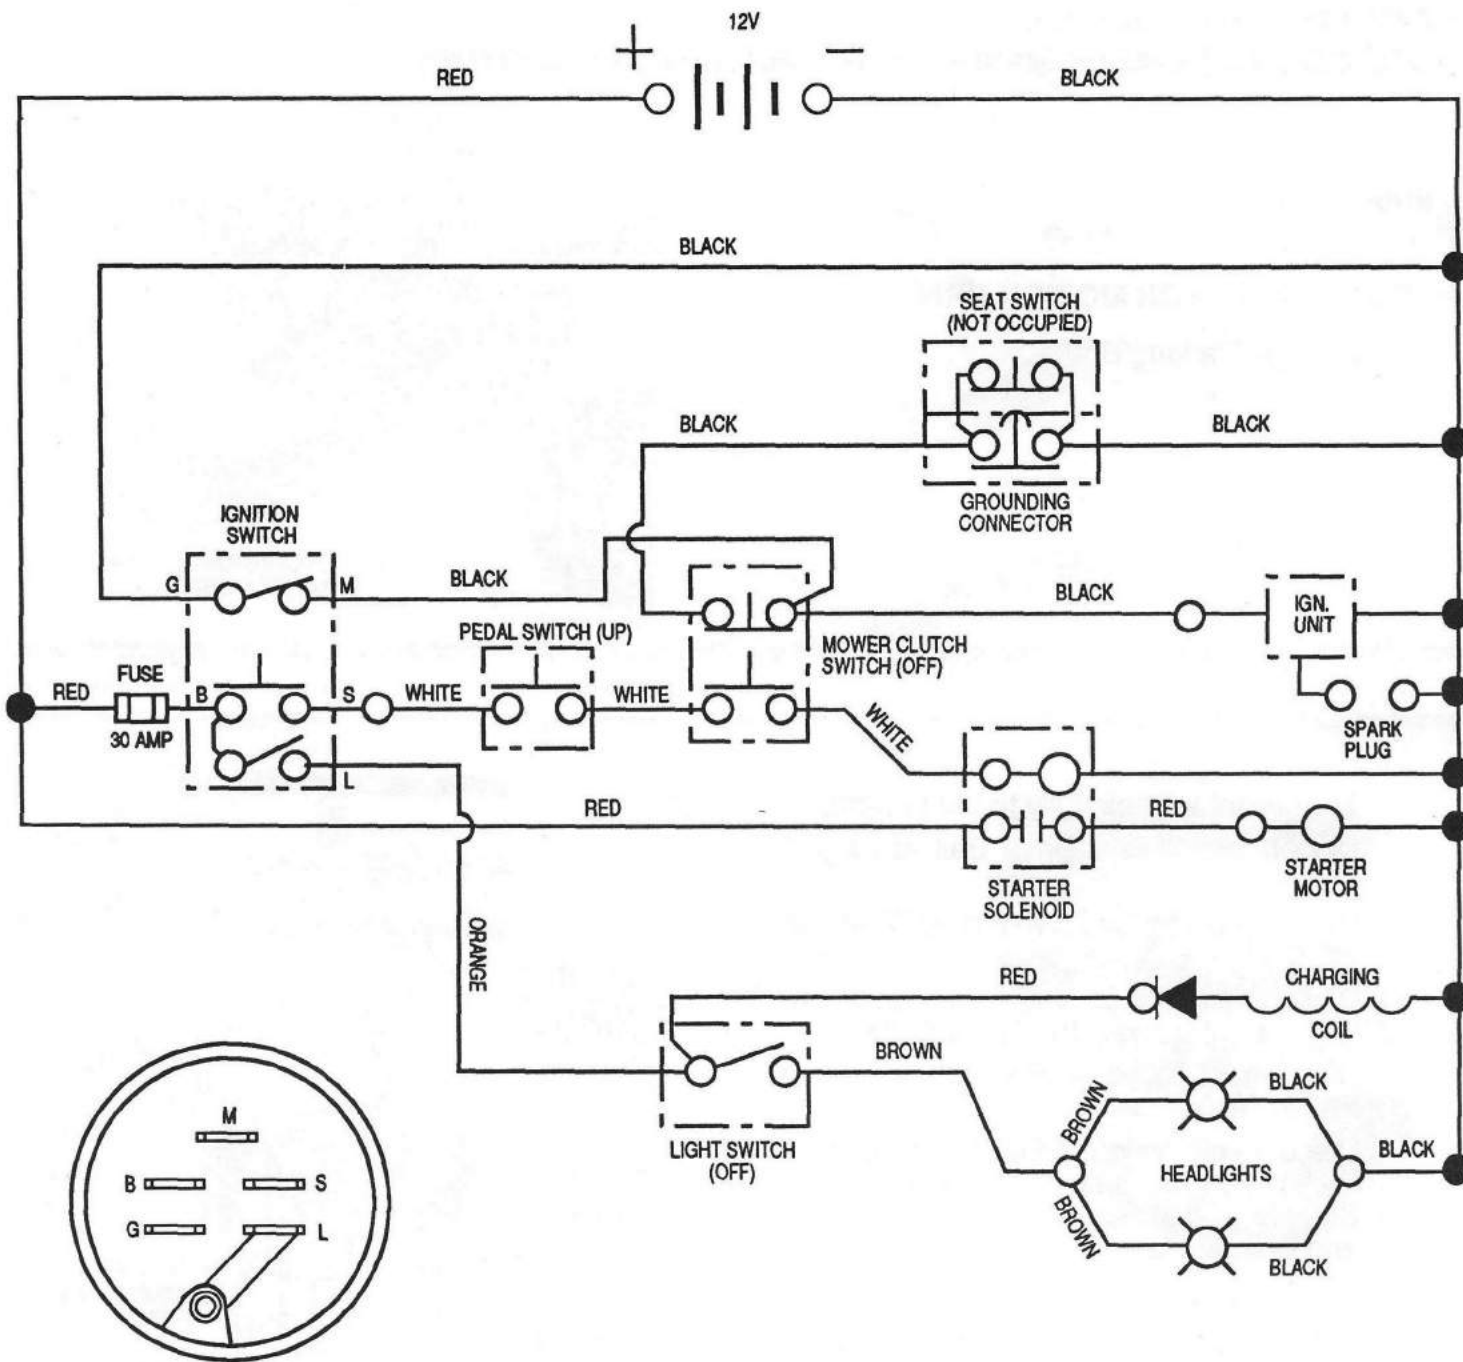 12V
+
−
RED
BLACK
BLACK
SEAT SWITCH
(NOT OCCUPIED)
BLACK
BLACK
GROUNDING
CONNECTOR
IGNITION
SWITCH
G
M
BLACK
BLACK
IGN.
UNIT
PEDAL SWITCH (UP)
MOWER CLUTCH
SWITCH (OFF)
FUSE
RED
B
S
WHITE
WHITE
WHITE
30 AMP
SPARK
PLUG
L
RED
RED
STARTER
SOLENOID
STARTER
MOTOR
ORANGE
RED
CHARGING
COIL
BROWN
LIGHT SWITCH
(OFF)
BROWN
BLACK
HEADLIGHTS
BLACK
BROWN
BLACK
M
B
S
G
L